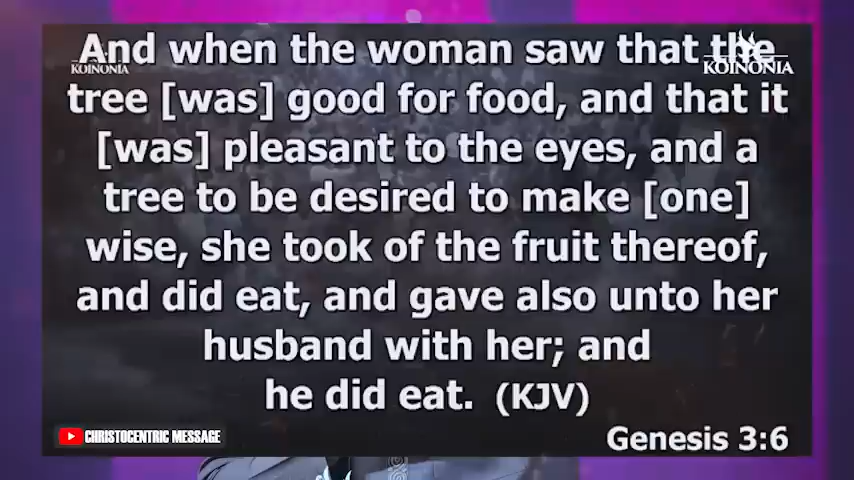 And when the woman saw that the
KOINONIA
KOINONIA
tree [was] good for food, and that it
[was] pleasant to the eyes, and a
tree to be desired to make [one]
wise, she took of the fruit thereof,
and did eat, and gave also unto her
husband with her; and
he did eat. (KJV)
CHRISTOCENTRIC MESSAGE
Genesis 3:6